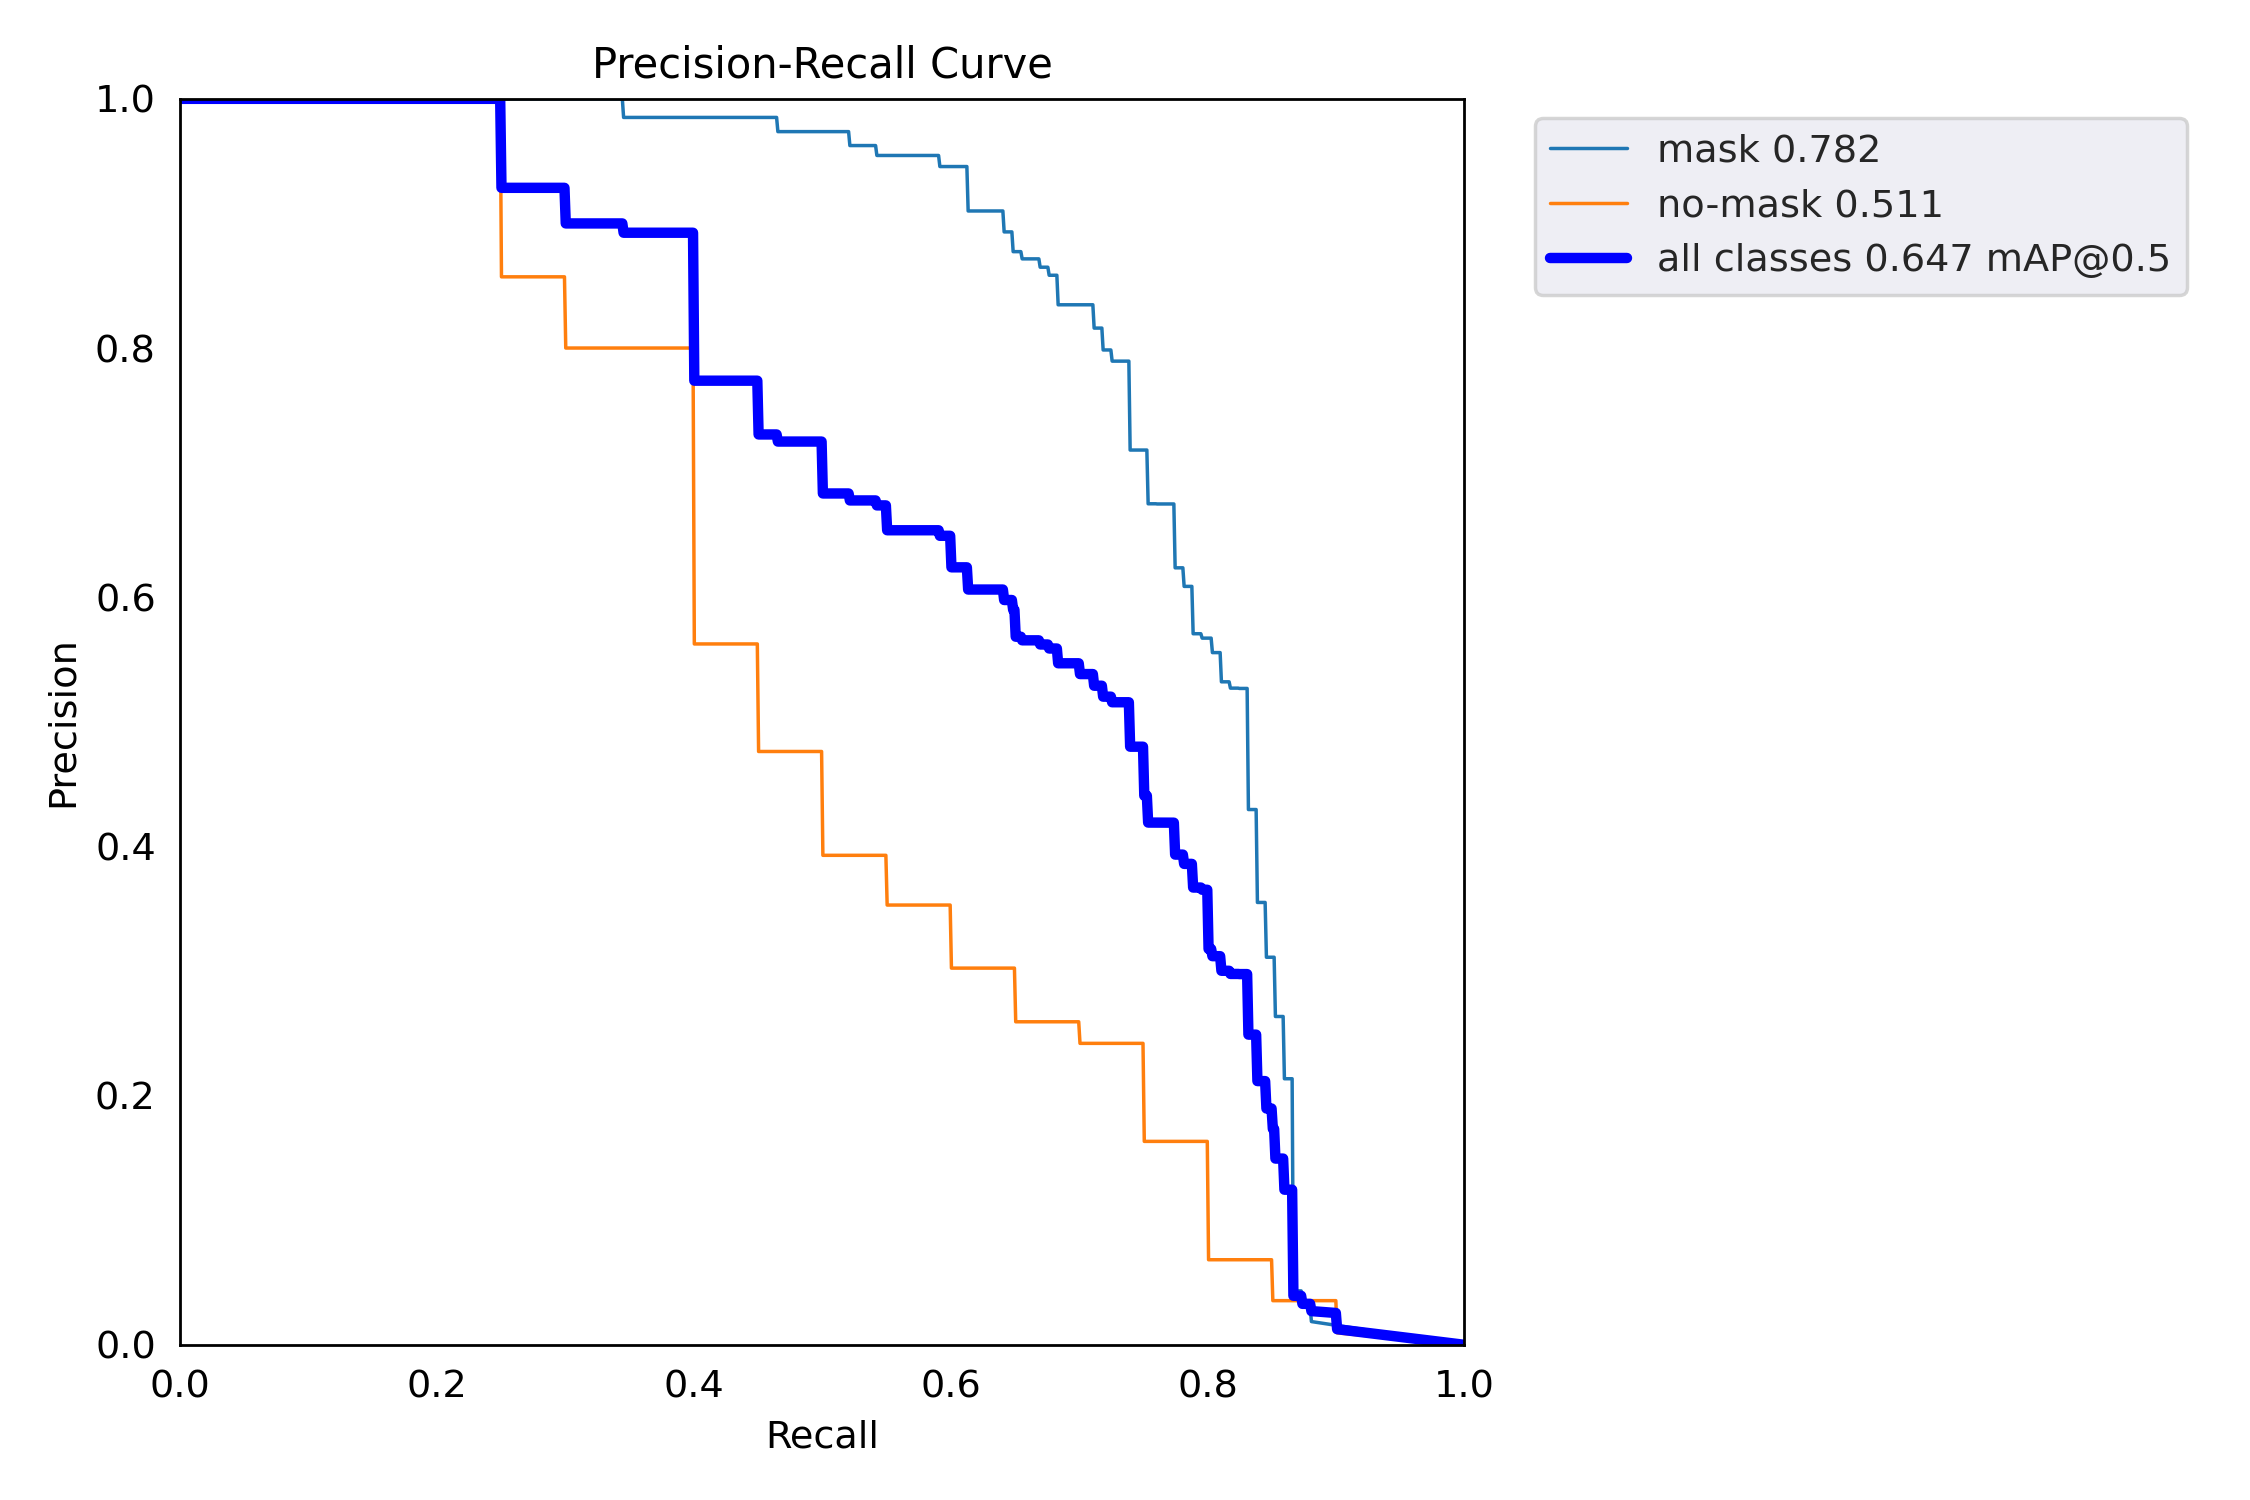 Precision-Recall Curve
1.0
0.8
0.6
0.4
0.2
0.0
Precision
0.0 0.2 0.4 0.6 0.8 1.0
Recall
mask 0.782
no-mask 0.511
all classes 0.647 mAP@0.5